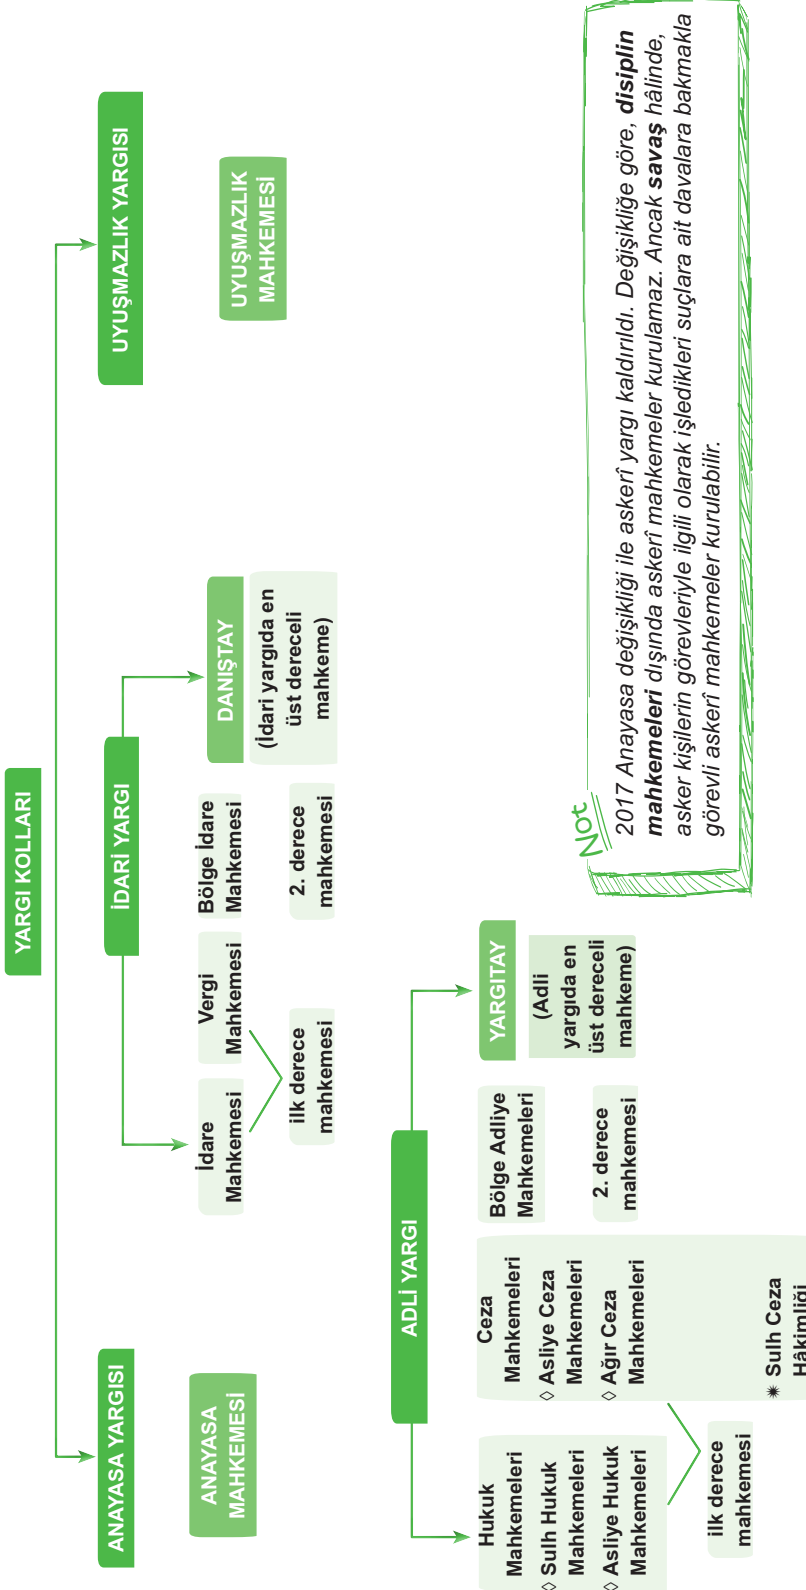 YARGI KOLLARI
ANAYASA YARGISI
ANAYASA
MAHKEMESİ
İDARİ YARGI
İdare
Mahkemesi
Vergi
Mahkemesi
ilk derece
mahkemesi
Bölge İdare
Mahkemesi
2. derece
mahkemesi
DANIŞTAY
(İdari yargıda en
üst dereceli
mahkeme)
UYUŞMAZLIK YARGISI
UYUŞMAZLIK
MAHKEMESİ
ADLİ YARGI
Hukuk
Mahkemeleri
◊ Sulh Hukuk
Mahkemeleri
◊ Asliye Hukuk
Mahkemeleri
Ceza
Mahkemeleri
◊ Asliye Ceza
Mahkemeleri
◊ Ağır Ceza
Mahkemeleri
✷ Sulh Ceza
Hâkimliği
ilk derece
mahkemesi
Bölge Adliye
Mahkemeleri
2. derece
mahkemesi
YARGITAY
(Adli
yargıda en
üst dereceli
mahkeme)
Not
2017 Anayasa değişikliği ile askerî yargı kaldırıldı. Değişikliğe göre, disiplin
mahkemeleri dışında askerî mahkemeler kurulamaz. Ancak savaş hâlinde,
asker kişilerin görevleriyle ilgili olarak işledikleri suçlara ait davalara bakmakla
görevli askerî mahkemeler kurulabilir.